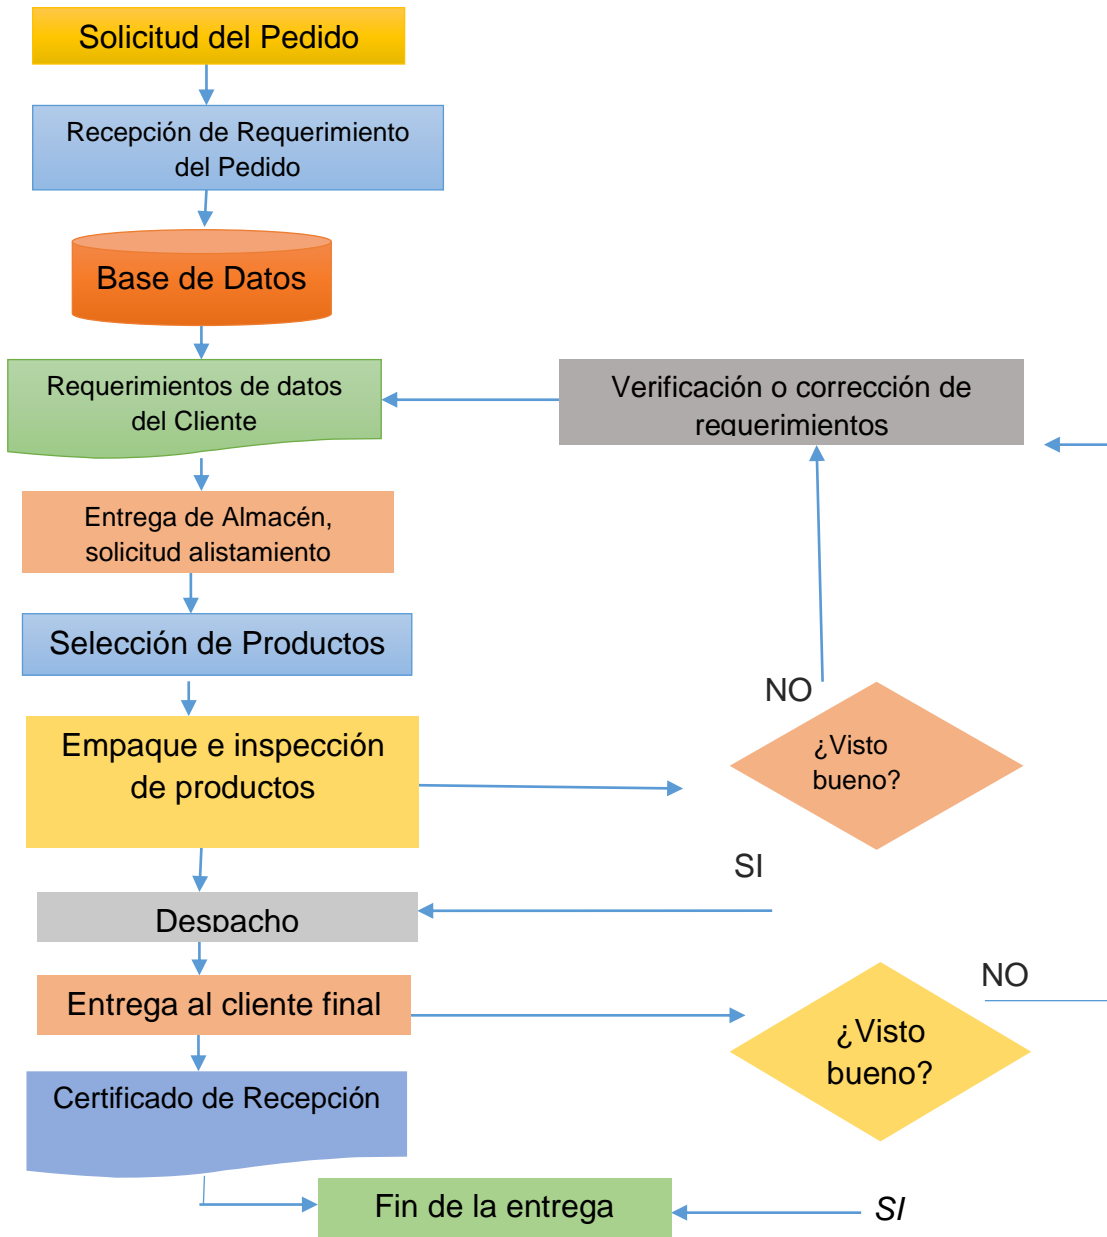 Solicitud del Pedido
Recepción de Requerimiento
del Pedido
Base de Datos
Requerimientos de datos
del Cliente
Verificación o corrección de
requerimientos
Entrega de Almacén,
solicitud alistamiento
Selección de Productos
NO
¿Visto
bueno?
Empaque e inspección
de productos
SI
Despacho
NO
Entrega al cliente final
¿Visto
bueno?
Certificado de Recepción
Fin de la entrega
SI